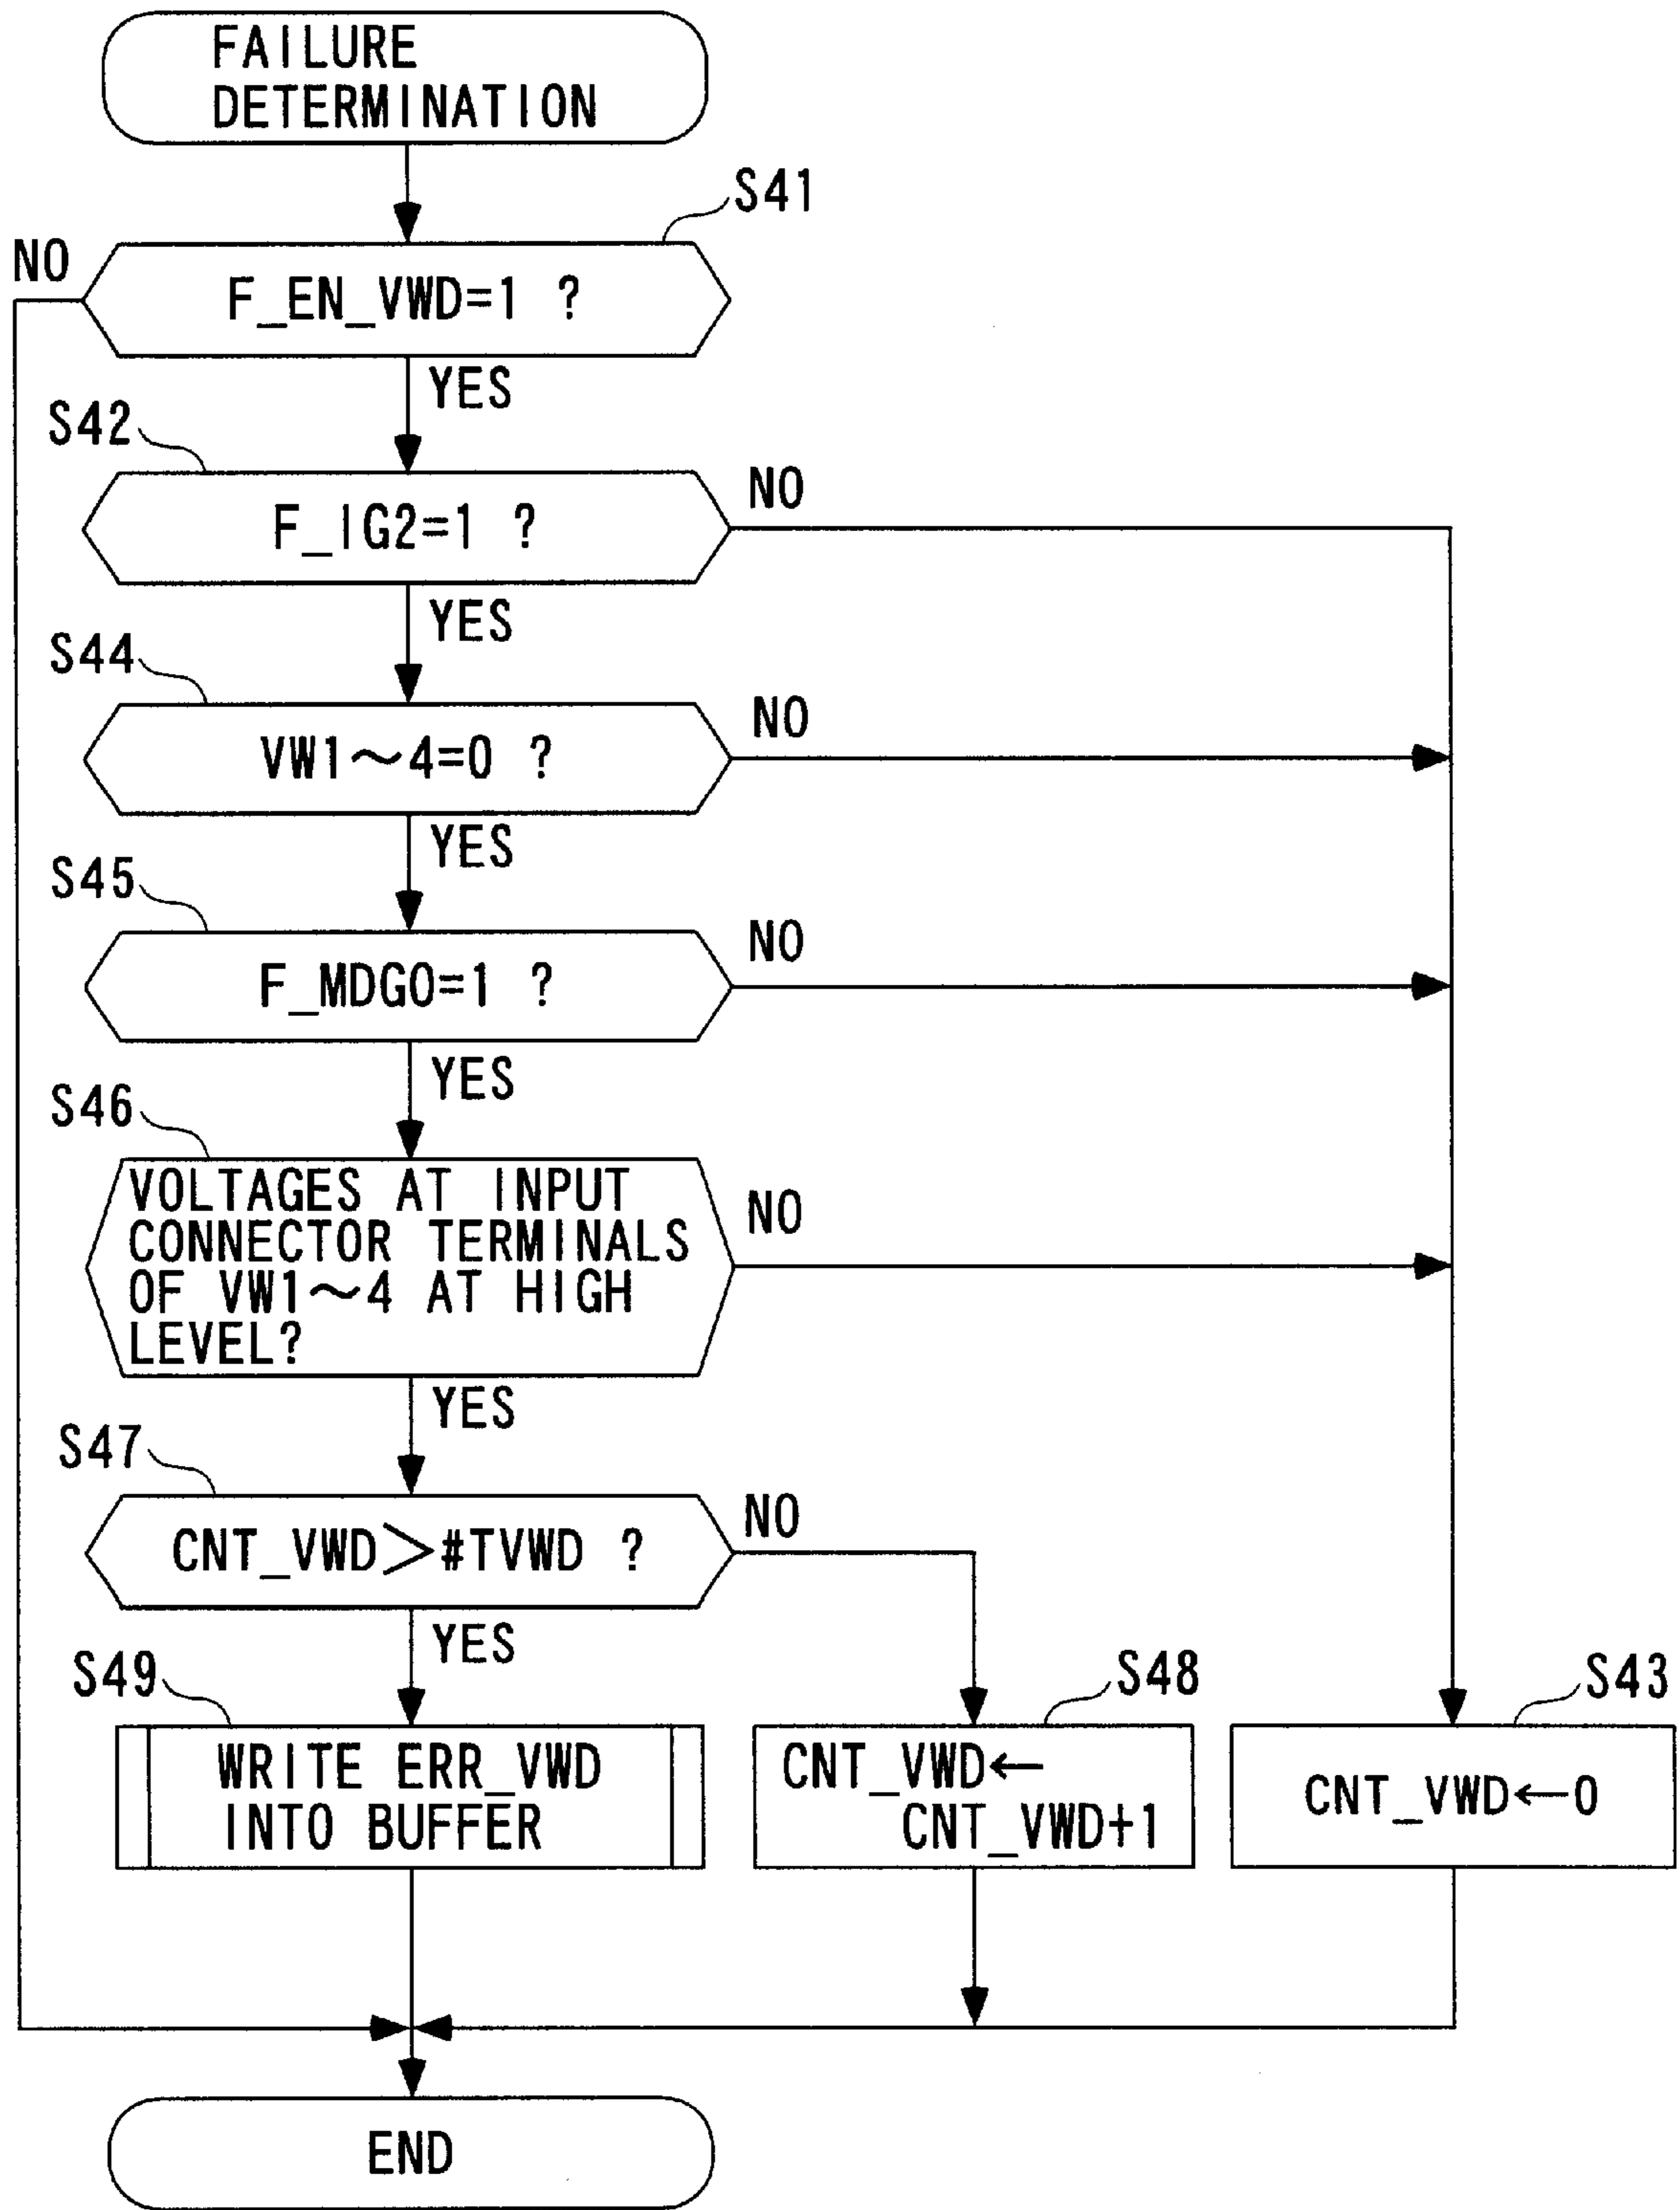 FAILURE
DETERMINATION
S41
NO
F_EN_VWD=1 ?
YES
S42
NO
F_IG2=1 ?
YES
S44
NO
VW1～4=0 ?
YES
S45
NO
F_MDGO=1 ?
YES
S46
VOLTAGES AT INPUT
CONNECTOR TERMINALS
OF VW1～4 AT HIGH
LEVEL?
NO
YES
S47
NO
CNT_VWD＞#TVWD ?
YES
S49
S48
S43
WRITE ERR_VWD
INTO BUFFER
CNT_VWD←
CNT_VWD+1
CNT_VWD←0
END